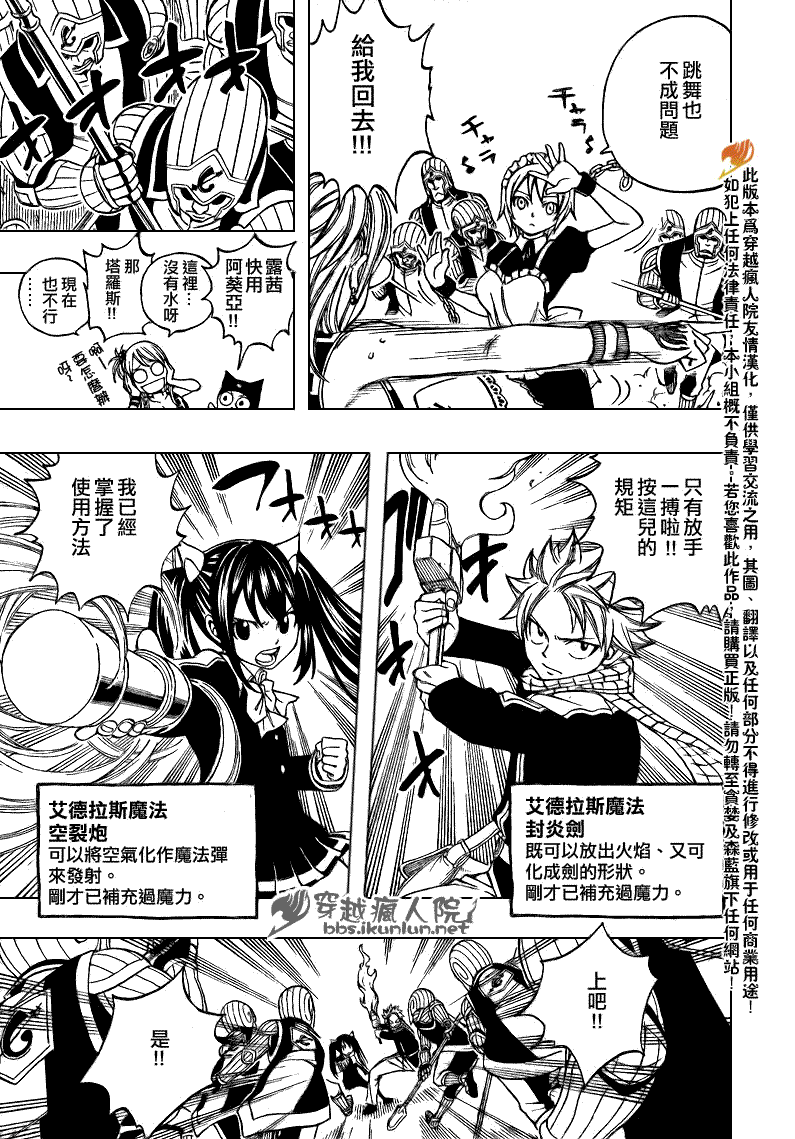 跳舞也
不成問題
チャッ
チャッ
給我回去!!!
露茜
快用
阿葵亞!!
這裡…
沒有水呀
那
塔羅斯!!
現在
也不行
……
啊~
要怎麼辦
呀?
只有放手
一搏啦!!
按這兒的
規矩
我已經
掌握了
使用方法
艾德拉斯魔法
封炎劍
既可以放出火焰、又可
化成劍的形狀。
剛才已補充過魔力。
艾德拉斯魔法
空裂炮
可以將空氣化作魔法彈
來發射。
剛才已補充過魔力。
穿越瘋人院
bbs.ikunlun.net
上吧!!
是!!
此版本爲穿越瘋人院友情漢化，僅供學習交流之用，其圖、翻譯以及任何部分不得進行修改或用于任何商業用途！
如犯上任何法律責任，本小組概不負責。若您喜歡此作品，請購買正版！請勿轉至貪婪及森藍旗下任何網站！